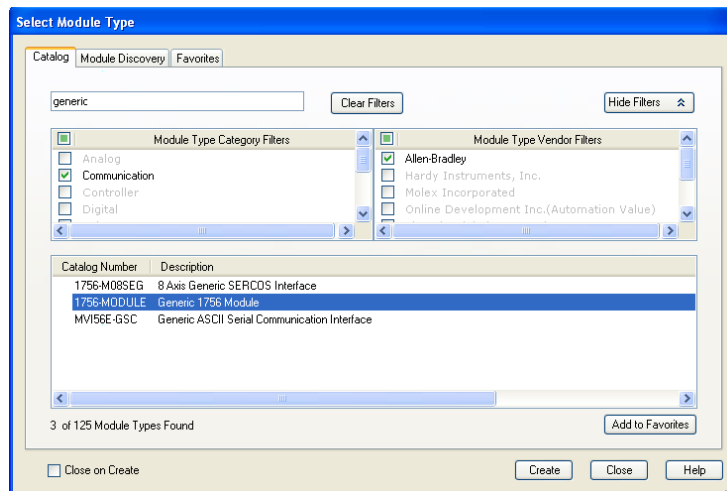 Select Module Type
Catalog Module Discovery Favorites
generic Clear Filters Hide Filters
Module Type Category Filters
Analog
Communication
Controller
Digital
Module Type Vendor Filters
Allen-Bradley
Hardy Instruments, Inc.
Molex Incorporated
Online Development Inc.(Automation Value)
Catalog Number Description
1756-M08SEG 8 Axis Generic SERCOS Interface
1756-MODULE Generic 1756 Module
MVI56E-GSC Generic ASCII Serial Communication Interface
3 of 125 Module Types Found Add to Favorites
Close on Create Create Close Help